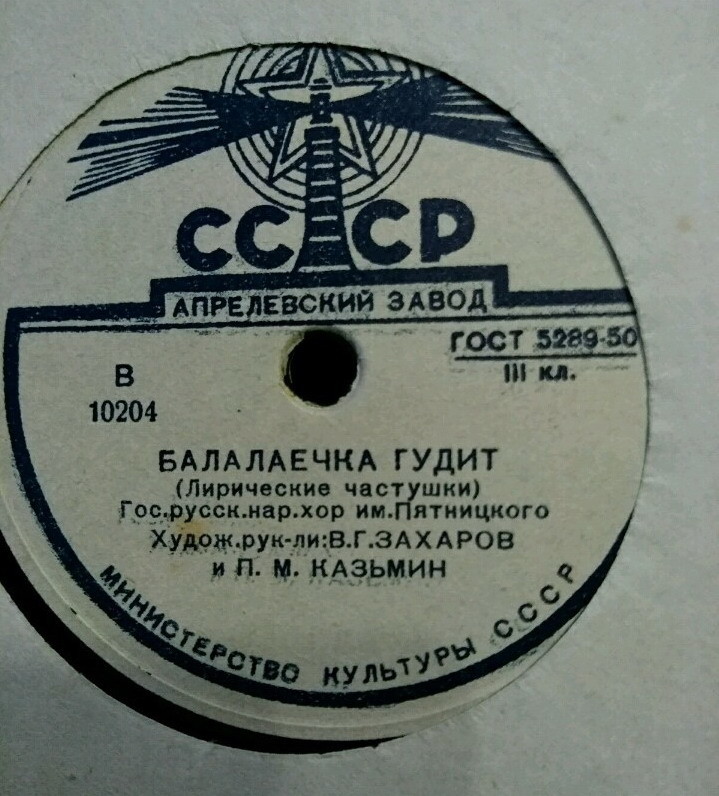 СССР
АПРЕЛЕВСКИЙ ЗАВОД
ГОСТ 5289-50
III кл.
В
10204
БАЛАЛАЕЧКА ГУДИТ
(Лирические частушки)
Гос.русск.нар.хор им.Пятницкого
Худож.рук-ли:В.Г.ЗАХАРОВ
и П. М. КАЗЬМИН
МИНИСТЕРСТВО КУЛЬТУРЫ СССР